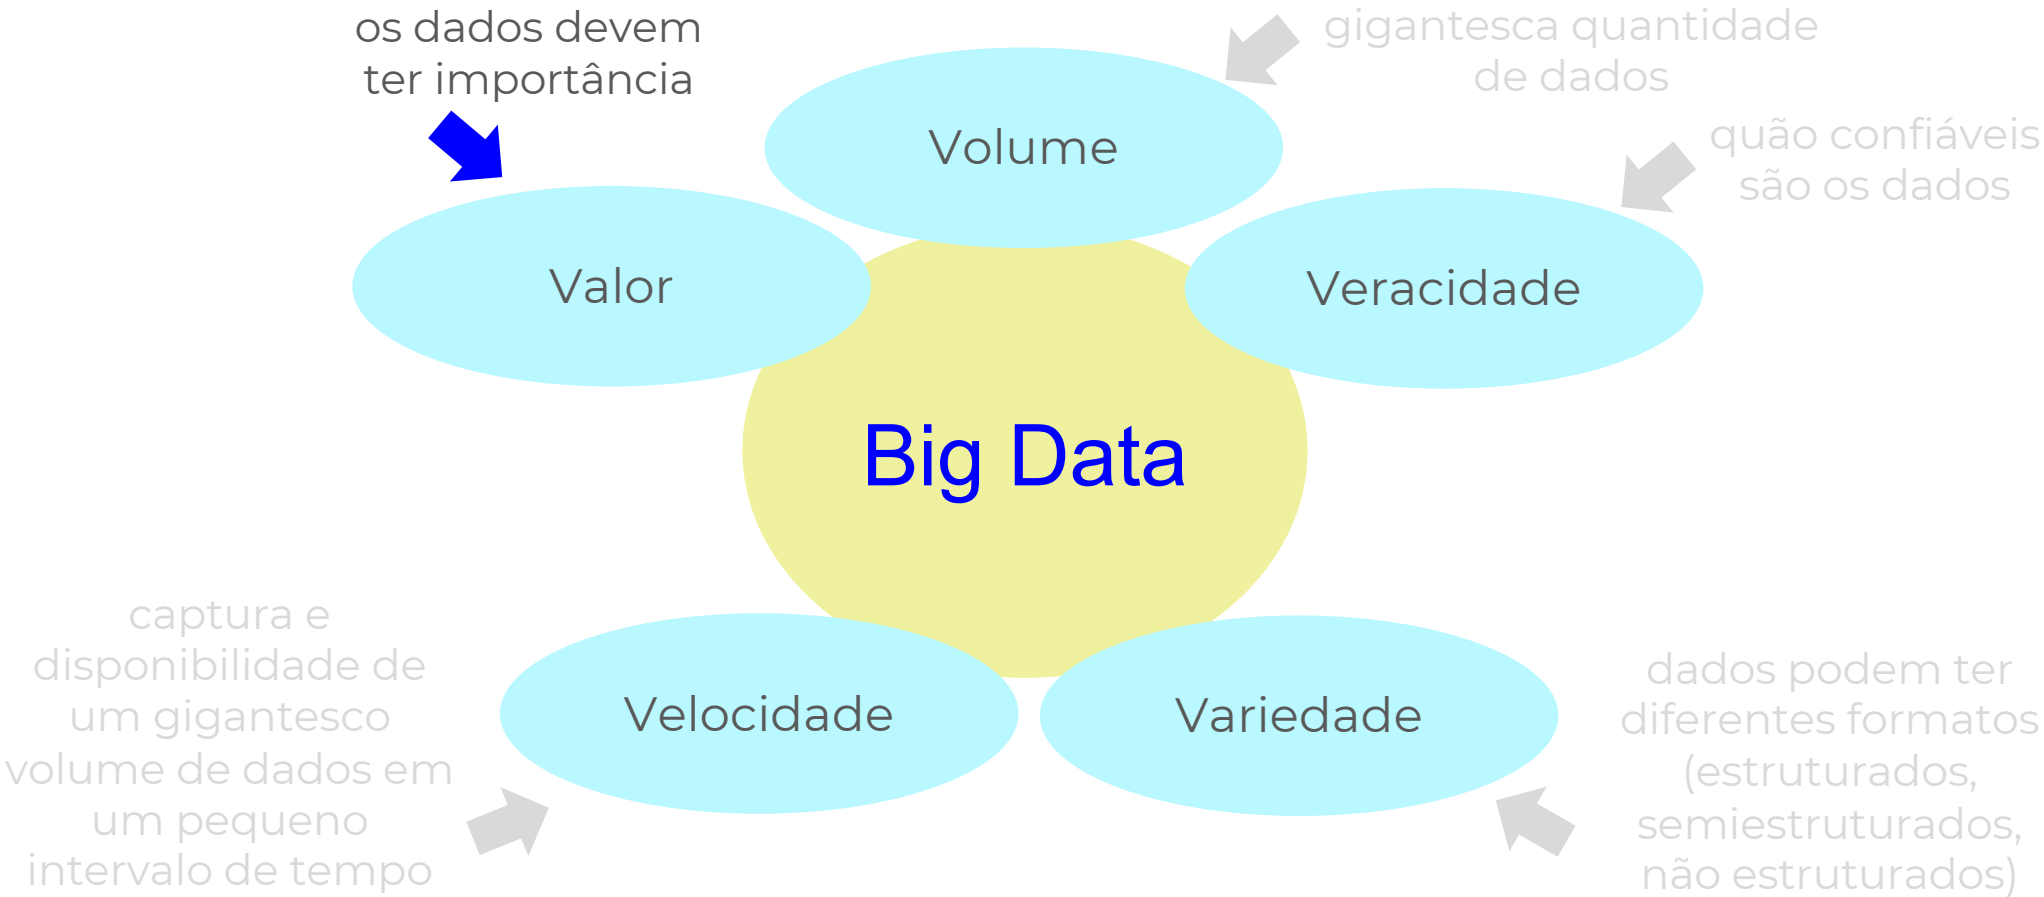 os dados devem
ter importância
gigantesca quantidade
de dados
quão confiáveis
são os dados
Volume
Valor
Veracidade
Big Data
captura e
disponibilidade de
um gigantesco
volume de dados em
um pequeno
intervalo de tempo
Velocidade
Variedade
dados podem ter
diferentes formatos
(estruturados,
semiestruturados,
não estruturados)